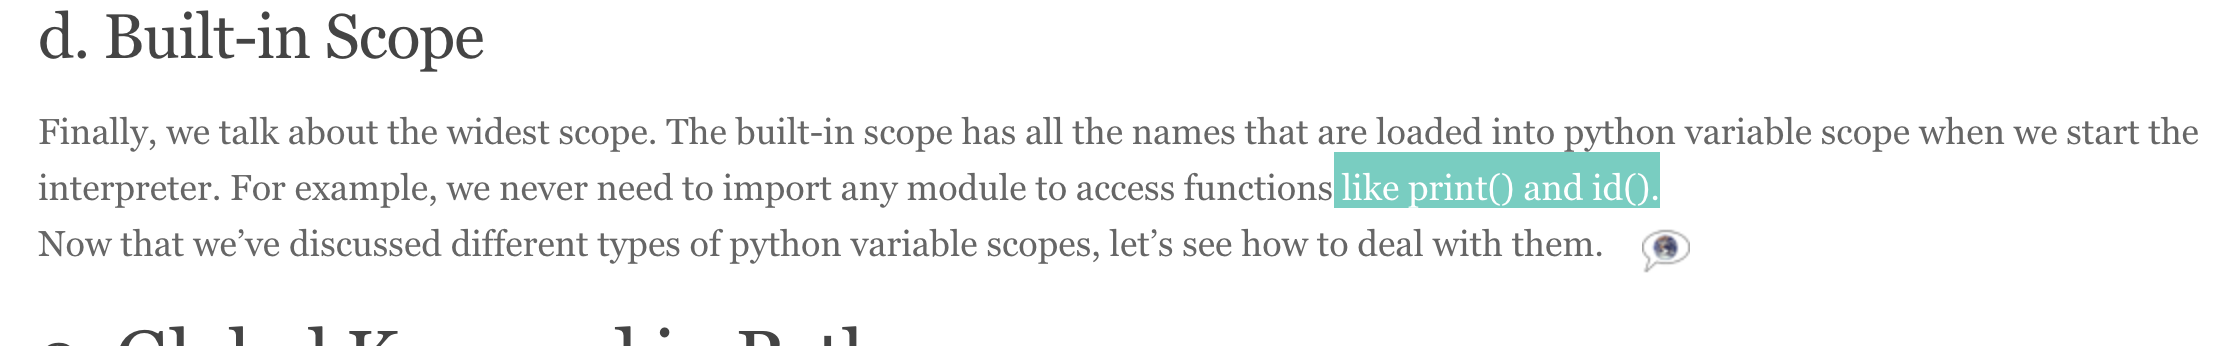 d. Built-in Scope
Finally, we talk about the widest scope. The built-in scope has all the names that are loaded into python variable scope when we start the
interpreter. For example, we never need to import any module to access functions like print() and id().
Now that we’ve discussed different types of python variable scopes, let’s see how to deal with them.